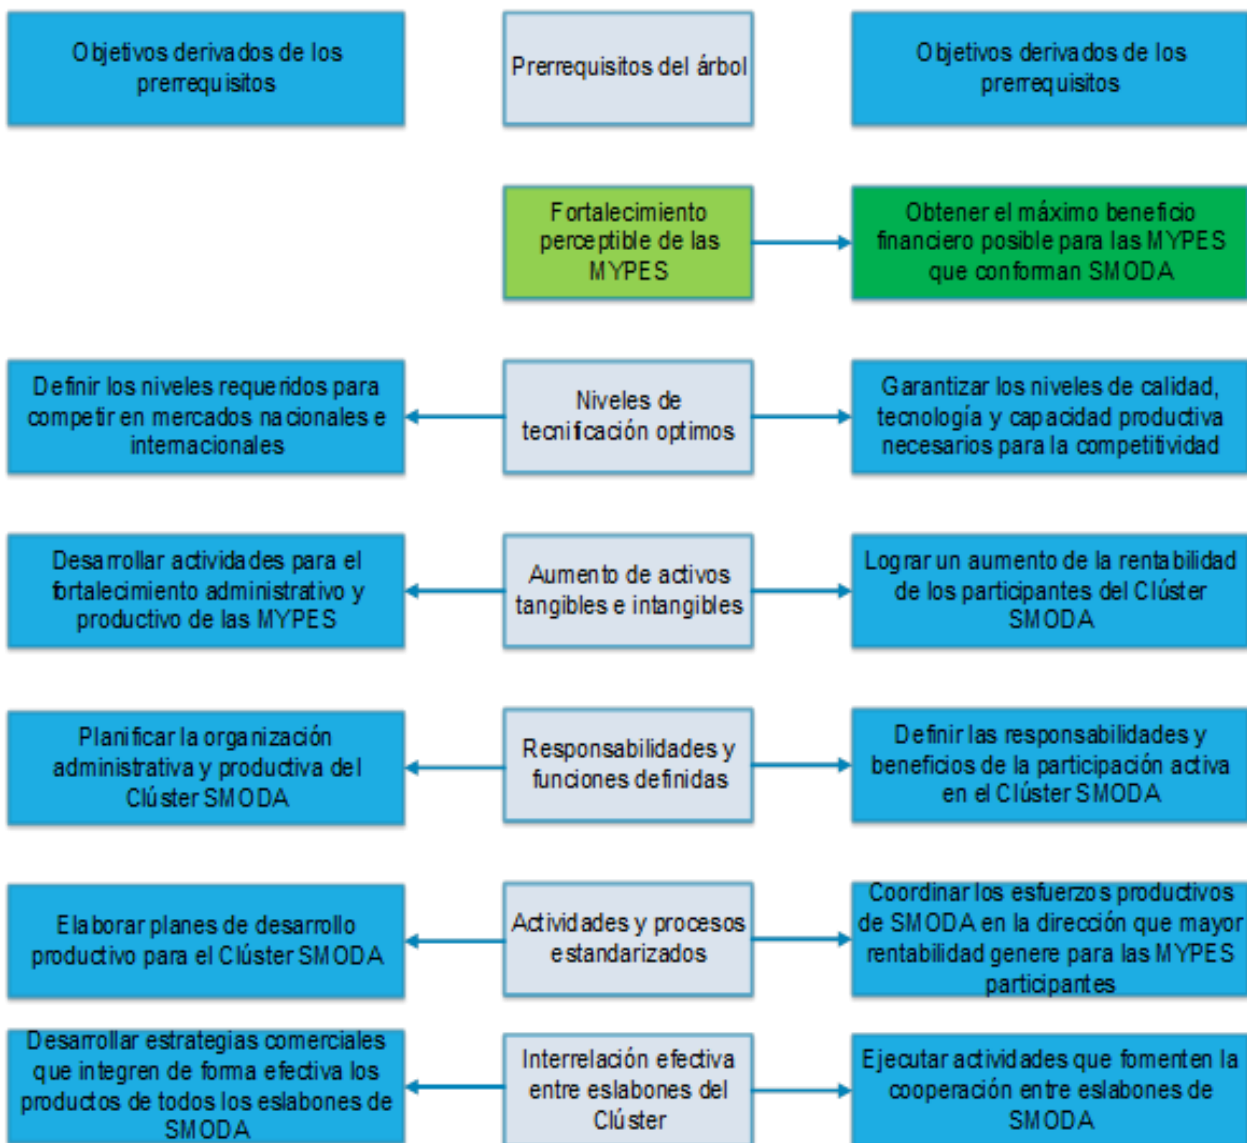 Objetivos derivados de los
prerrequisitos
Prerrequisitos del árbol
Objetivos derivados de los
prerrequisitos
Fortalecimiento
perceptible de las
MYPES
Obtener el máximo beneficio
financiero posible para las MYPES
que conforman SMODA
Definir los niveles requeridos para
competir en mercados nacionales e
internacionales
Niveles de
tecnificación optimos
Garantizar los niveles de calidad,
tecnología y capacidad productiva
necesarios para la competitividad
Desarrollar actividades para el
fortalecimiento administrativo y
productivo de las MYPES
Aumento de activos
tangibles e intangibles
Lograr un aumento de la rentabilidad
de los participantes del Clúster
SMODA
Planificar la organización
administrativa y productiva del
Clúster SMODA
Responsabilidades y
funciones definidas
Definir las responsabilidades y
beneficios de la participación activa
en el Clúster SMODA
Elaborar planes de desarrollo
productivo para el Clúster SMODA
Actividades y procesos
estandarizados
Coordinar los esfuerzos productivos
de SMODA en la dirección que mayor
rentabilidad genere para las MYPES
participantes
Desarrollar estrategias comerciales
que integren de forma efectiva los
productos de todos los eslabones de
SMODA
Interrelación efectiva
entre eslabones del
Clúster
Ejecutar actividades que fomenten la
cooperación entre eslabones de
SMODA